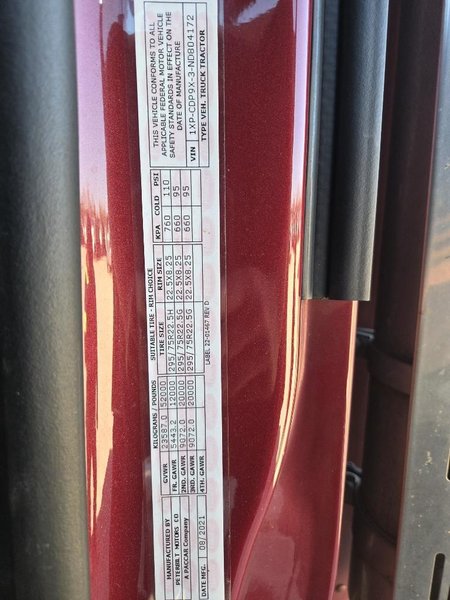 MANUFACTURED BY
PETERBILT MOTORS CO
A PACCAR Company
DATE MFG. 08/2021
KILOGRAMS / POUNDS
GVWR 23587.0 52000
FR. GAWR 5443.2 12000
2ND. GAWR 9072.0 20000
3RD. GAWR 9072.0 20000
4TH. GAWR
SUITABLE TIRE - RIM CHOICE
TIRE SIZE RIM SIZE KPA COLD PSI
295/75R22.5H 22.5X8.25 760 110
295/75R22.5G 22.5X8.25 660 95
295/75R22.5G 22.5X8.25 660 95
LABEL 22-01467 REV D
THIS VEHICLE CONFORMS TO ALL
APPLICABLE FEDERAL MOTOR VEHICLE
SAFETY STANDARDS IN EFFECT ON THE
DATE OF MANUFACTURE
VIN 1XP-CDP9X-3-ND804172
TYPE VEH. TRUCK TRACTOR